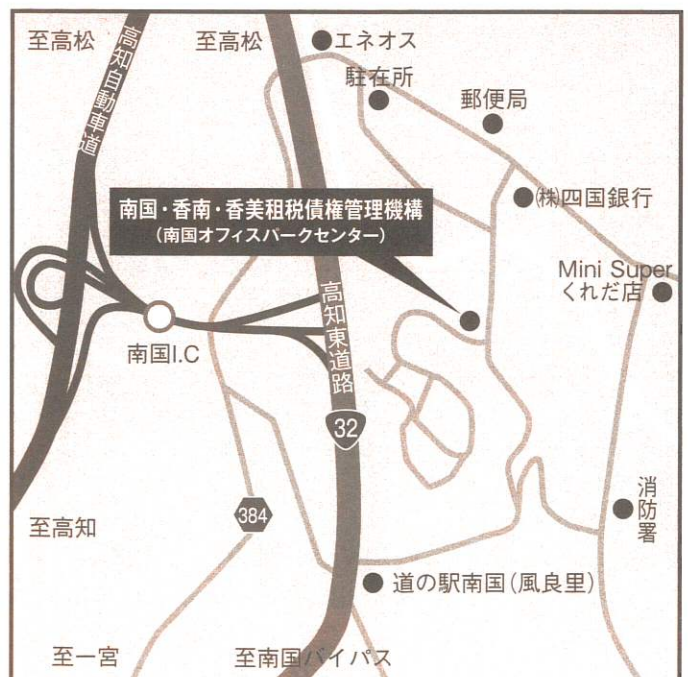 至高松
高知自動車道
至高松
エネオス
駐在所
郵便局
㈱四国銀行
南国・香南・香美租税債権管理機構
(南国オフィスパークセンター)
Mini Super
くれだ店
南国I.C
高知東道路
32
384
消防署
至高知
道の駅南国(風良里)
至一宮
至南国バイパス